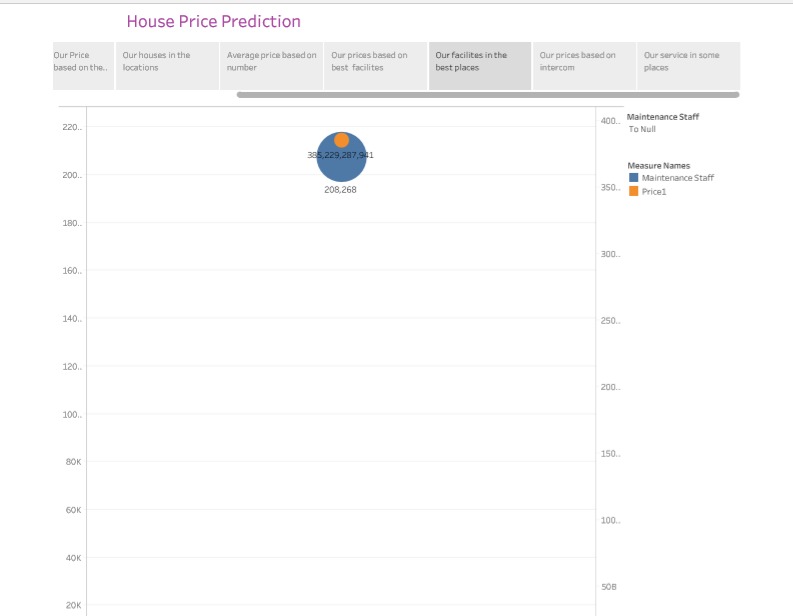 House Price Prediction
Our Price
based on the..
Our houses in the
locations
Average price based on
number
Our prices based on
best facilites
Our facilites in the
best places
Our prices based on
intercom
Our service in some
places
220..
200..
180..
160..
140..
120..
100..
80K
60K
40K
20K
385,229,287,941
208,268
400..
350..
300..
250..
200..
150..
100..
50B
Maintenance Staff
To Null
Measure Names
Maintenance Staff
Price1